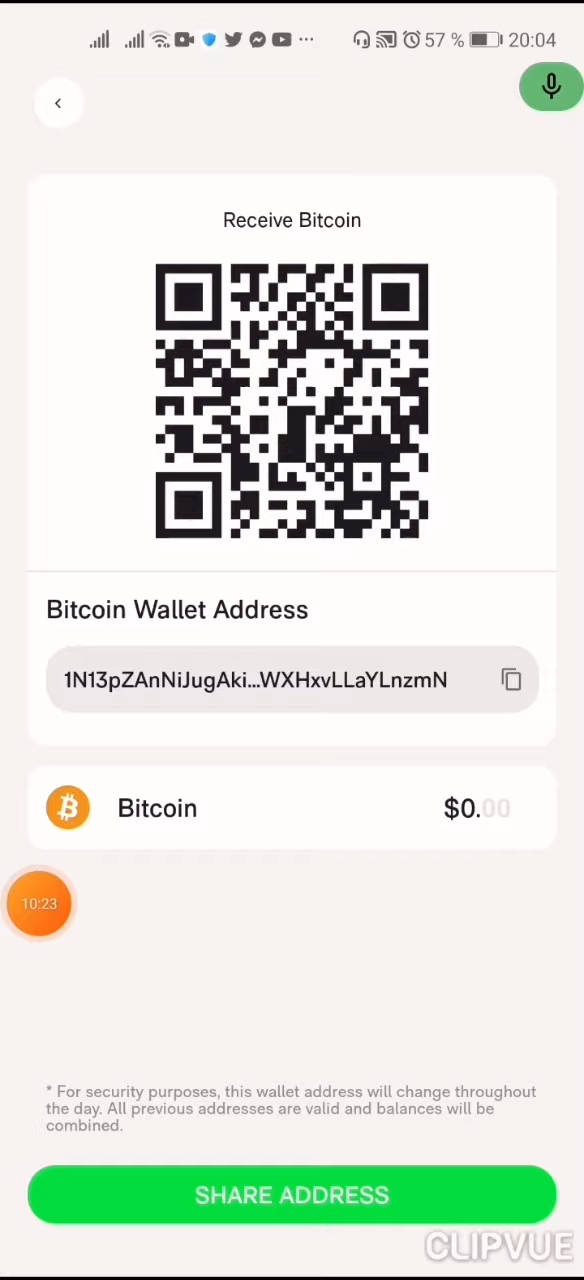 57 % 20:04
Receive Bitcoin
Bitcoin Wallet Address
1N13pZAnNiJugAki...WXHxvLLaYLnzmN
Bitcoin $0.00
10:23
* For security purposes, this wallet address will change throughout
the day. All previous addresses are valid and balances will be
combined.
SHARE ADDRESS
CLIPVUE